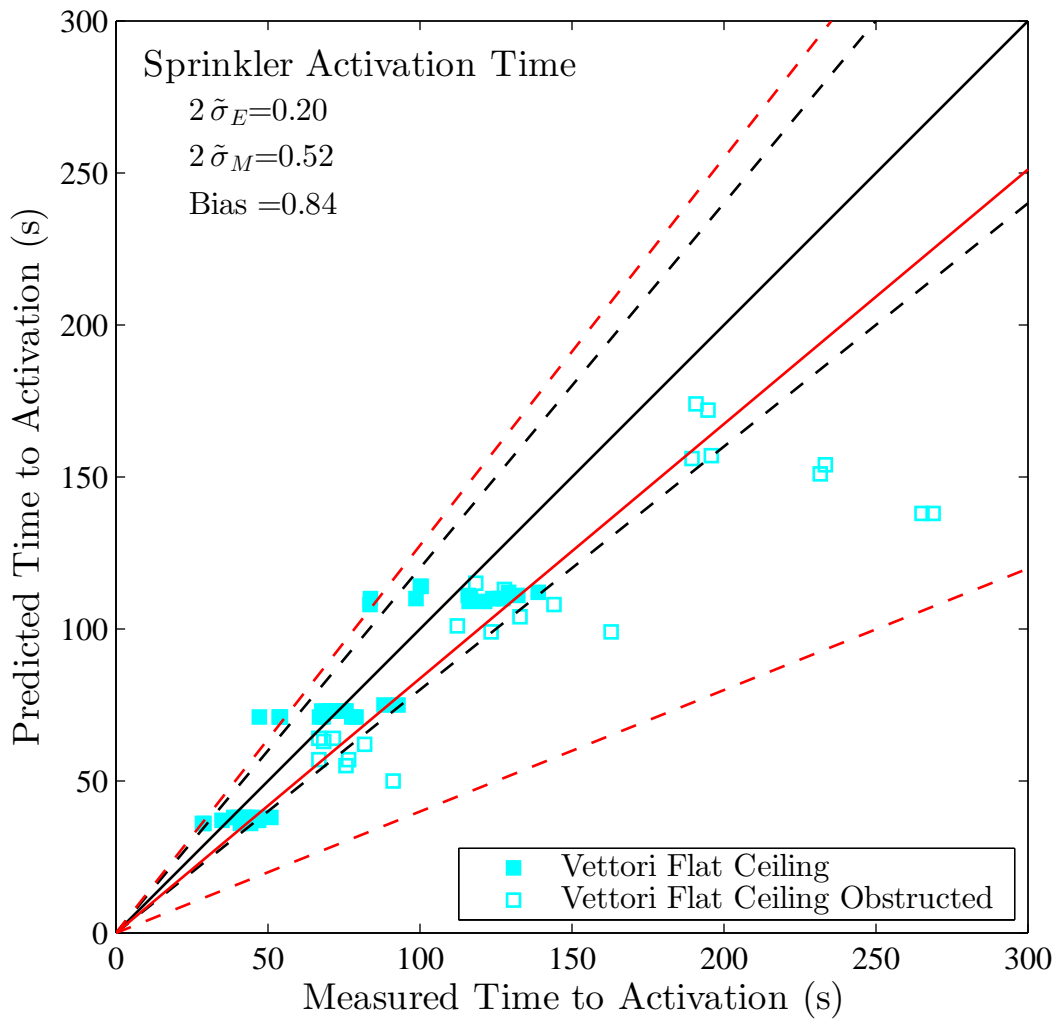 Sprinkler Activation Time
2 σ̃_E=0.20
2 σ̃_M=0.52
Bias =0.84
Predicted Time to Activation (s)
300
250
200
150
100
50
0
0 50 100 150 200 250 300
Measured Time to Activation (s)
Vettori Flat Ceiling
Vettori Flat Ceiling Obstructed